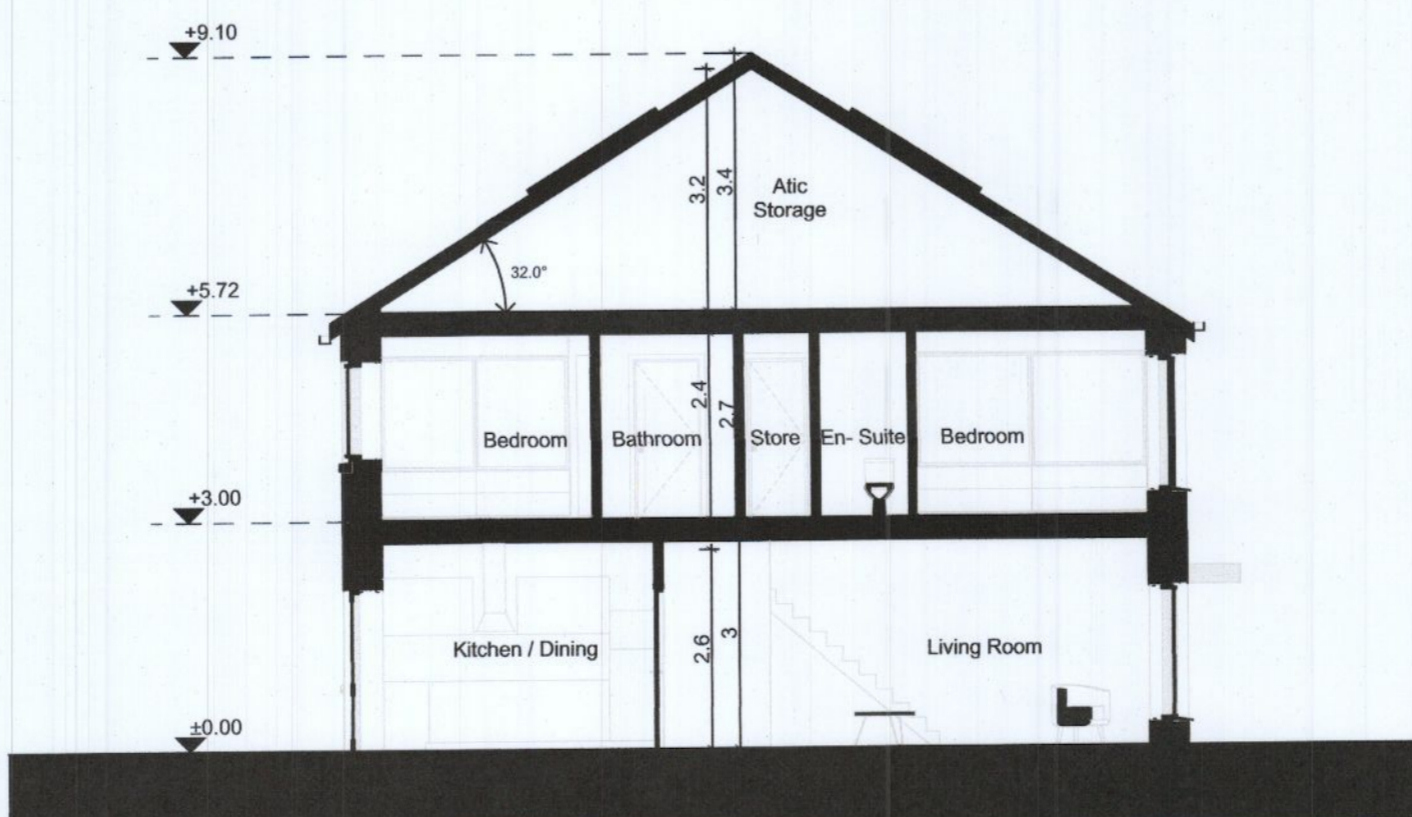 +9.10
3.2
3.4
Atic
Storage
32.0°
+5.72
2.4
2.7
Bedroom
Bathroom
Store
En- Suite
Bedroom
+3.00
Kitchen / Dining
2.6
3
Living Room
±0.00